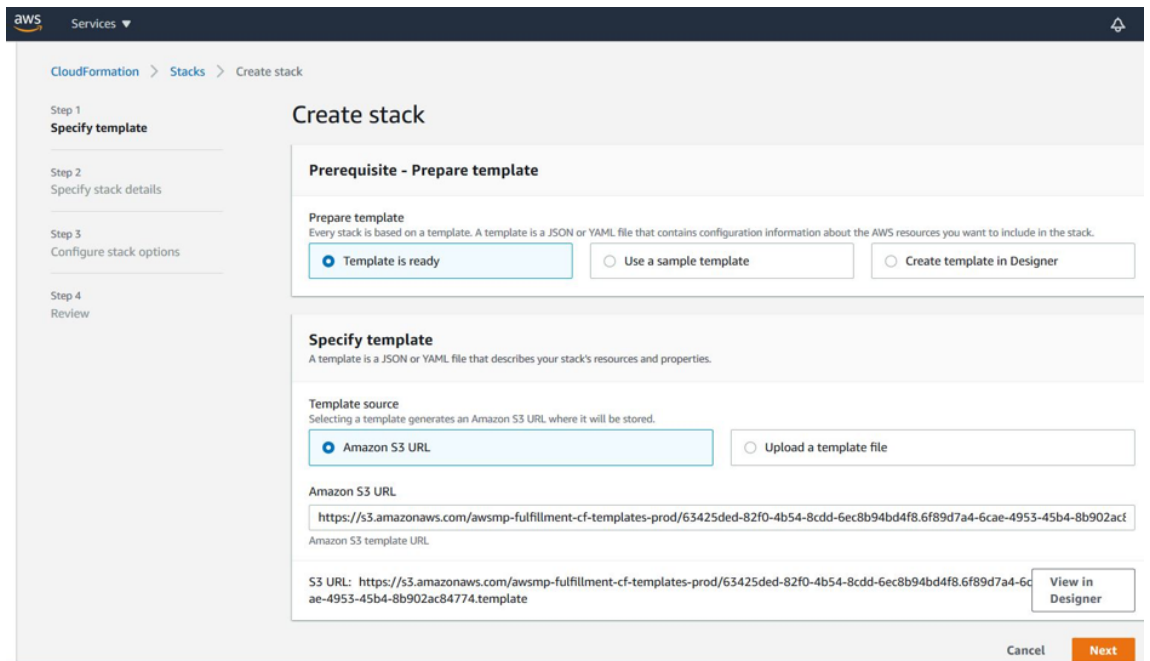 aws
Services ▼
CloudFormation > Stacks > Create stack
Step 1
Specify template
Step 2
Specify stack details
Step 3
Configure stack options
Step 4
Review
Create stack
Prerequisite - Prepare template
Prepare template
Every stack is based on a template. A template is a JSON or YAML file that contains configuration information about the AWS resources you want to include in the stack.
Template is ready
Use a sample template
Create template in Designer
Specify template
A template is a JSON or YAML file that describes your stack's resources and properties.
Template source
Selecting a template generates an Amazon S3 URL where it will be stored.
Amazon S3 URL
Upload a template file
Amazon S3 URL
https://s3.amazonaws.com/awsmp-fulfillment-cf-templates-prod/63425ded-82f0-4b54-8cdd-6ec8b94bd4f8.6f89d7a4-6cae-4953-45b4-8b902ac8
Amazon S3 template URL
S3 URL: https://s3.amazonaws.com/awsmp-fulfillment-cf-templates-prod/63425ded-82f0-4b54-8cdd-6ec8b94bd4f8.6f89d7a4-6c
ae-4953-45b4-8b902ac84774.template
View in
Designer
Cancel
Next